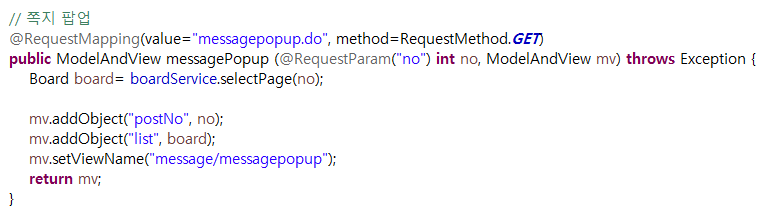 // 쪽지 팝업
@RequestMapping(value="messagepopup.do", method=RequestMethod.GET)
public ModelAndView messagePopup (@RequestParam("no") int no, ModelAndView mv) throws Exception {
Board board= boardService.selectPage(no);
mv.addObject("postNo", no);
mv.addObject("list", board);
mv.setViewName("message/messagepopup");
return mv;
}